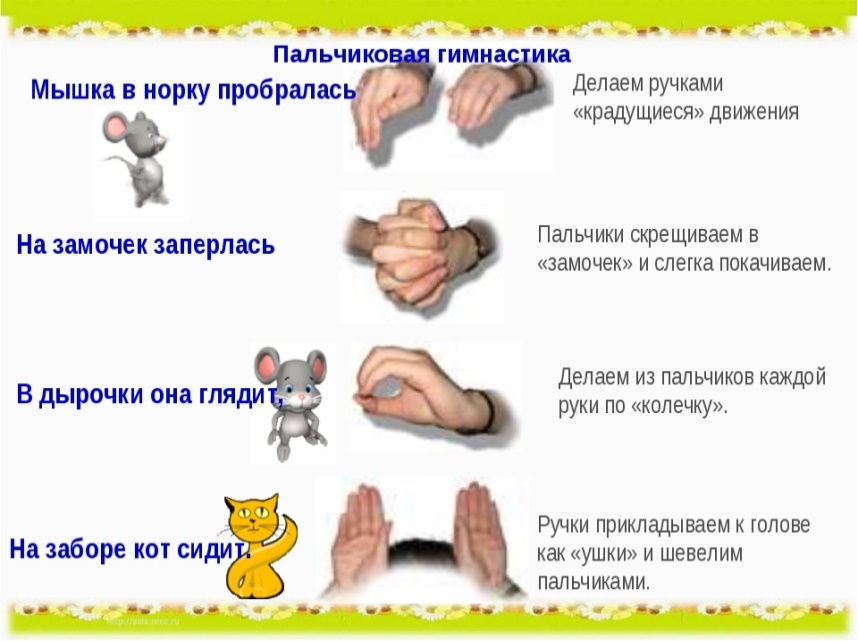 Пальчиковая гимнастика
Мышка в норку пробралась
Делаем ручками
«крадущиеся» движения
На замочек заперлась
Пальчики скрещиваем в
«замочек» и слегка покачиваем.
В дырочки она глядит,
Делаем из пальчиков каждой
руки по «колечку».
На заборе кот сидит.
Ручки прикладываем к голове
как «ушки» и шевелим
пальчиками.